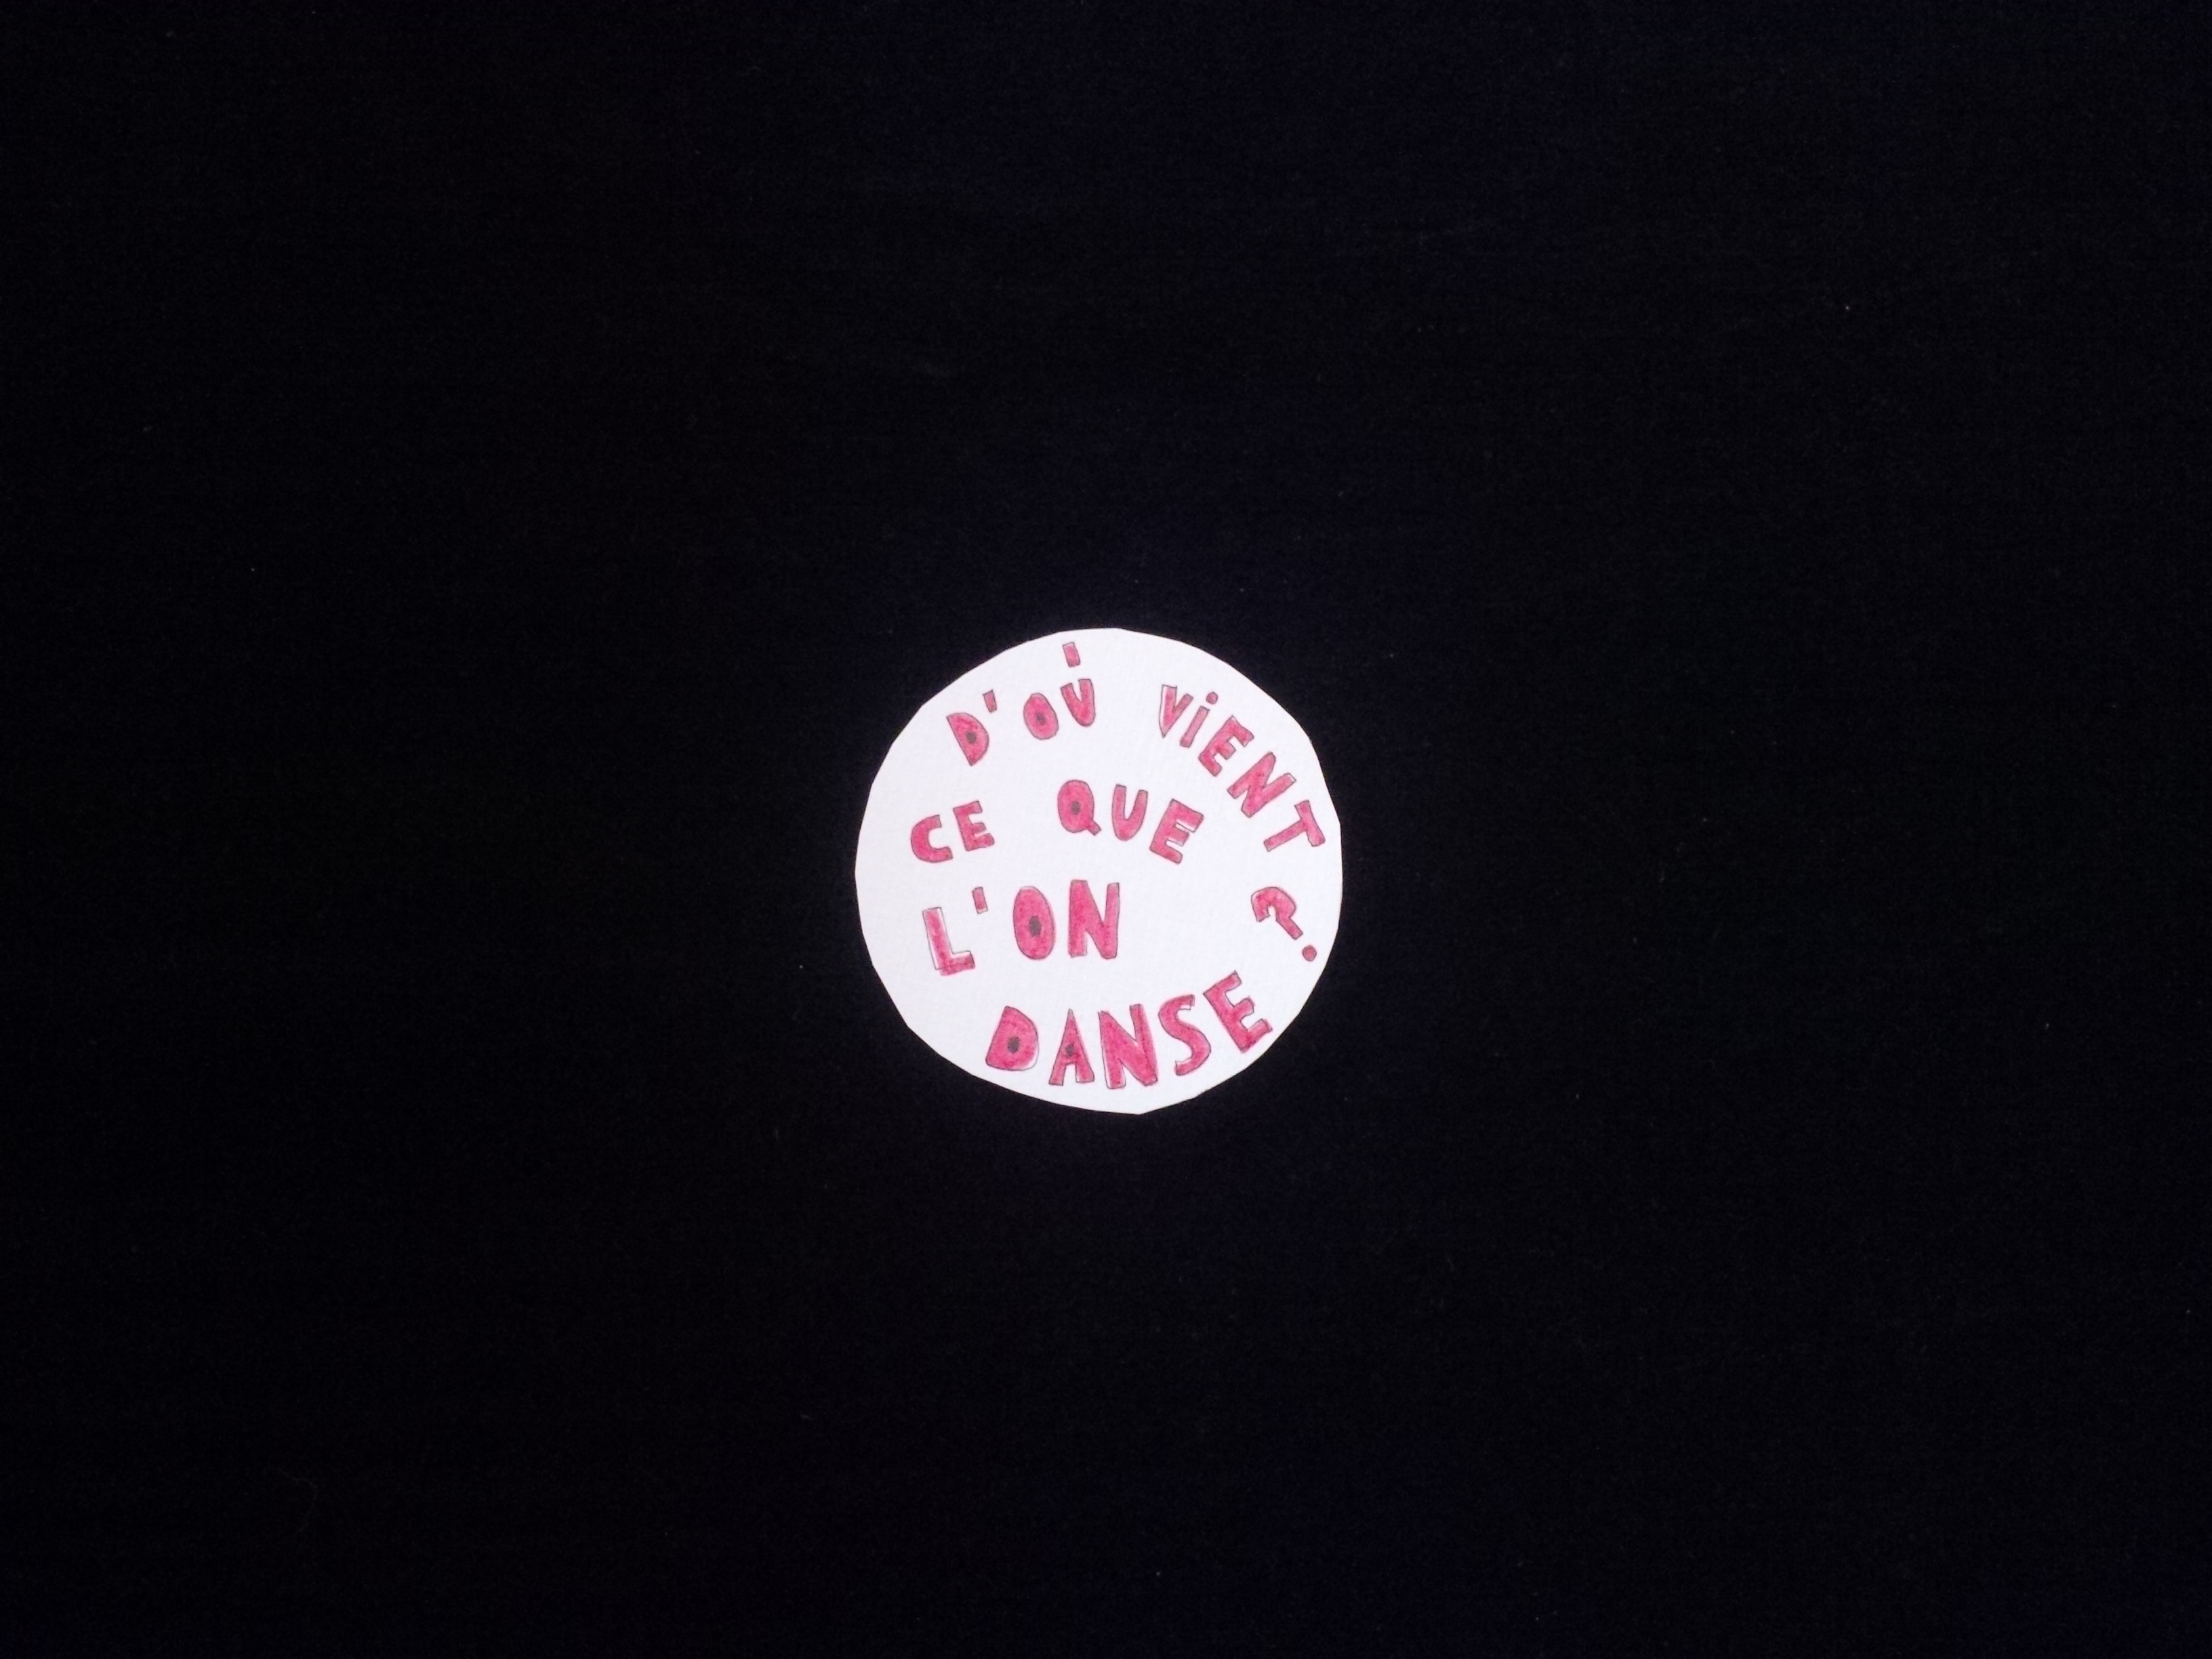 D'OÙ VIENT
CE QUE
L'ON
DANSE ?